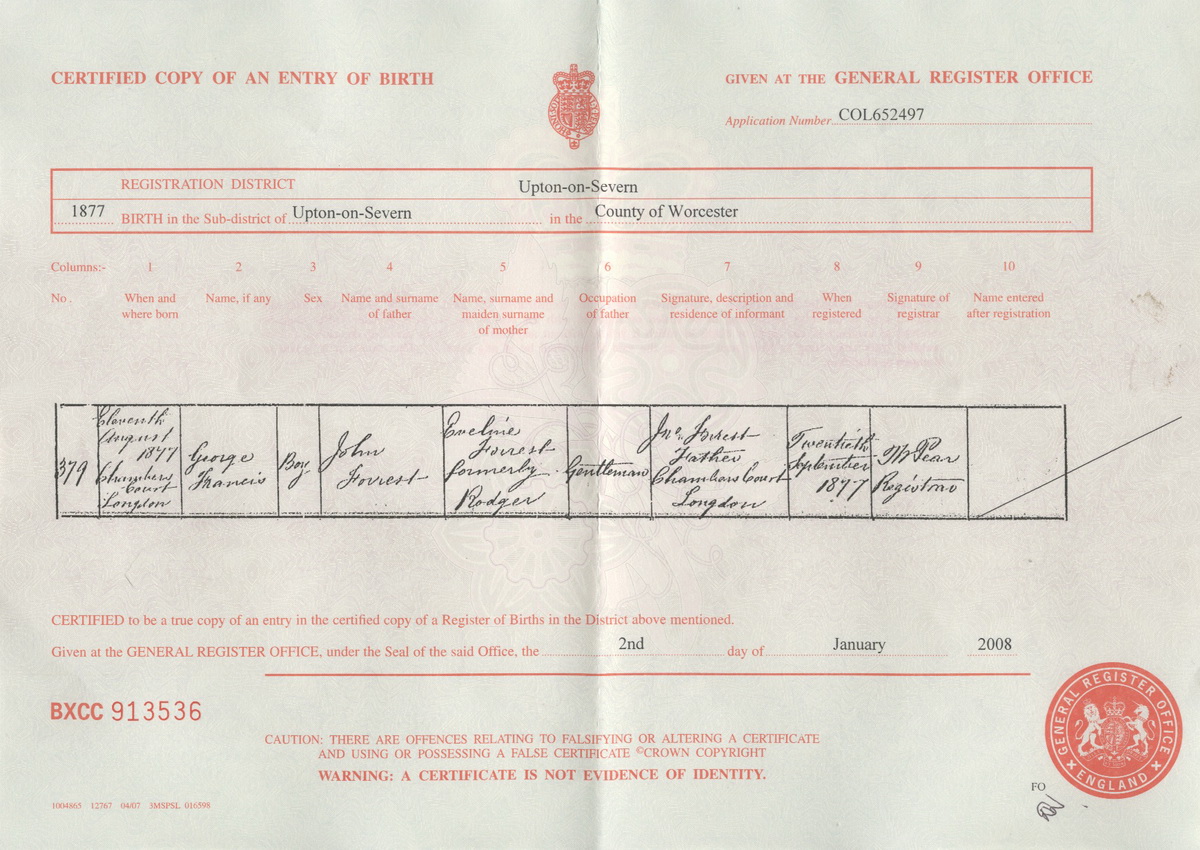 CERTIFIED COPY OF AN ENTRY OF BIRTH
GIVEN AT THE GENERAL REGISTER OFFICE
Application Number COL652497
REGISTRATION DISTRICT Upton-on-Severn
1877 BIRTH in the Sub-district of Upton-on-Severn in the County of Worcester
Columns:- 1 2 3 4 5 6 7 8 9 10
No. When and where born
Name, if any
Sex
Name and surname of father
Name, surname and maiden surname of mother
Occupation of father
Signature, description and residence of informant
When registered
Signature of registrar
Name entered after registration
379
Eleventh
August
1877
Chambers
Court
Longdon
George
Francis
Boy
John
Forrest
Eveline
Forrest
formerly
Rodger
Gentleman
Jno. Forrest
Father
Chambers Court
Longdon
Twentieth
September
1877
Registrar
CERTIFIED to be a true copy of an entry in the certified copy of a Register of Births in the District above mentioned.
Given at the GENERAL REGISTER OFFICE, under the Seal of the said Office, the 2nd day of January 2008
BXCC 913536
CAUTION: THERE ARE OFFENCES RELATING TO FALSIFYING OR ALTERING A CERTIFICATE
AND USING OR POSSESSING A FALSE CERTIFICATE ©CROWN COPYRIGHT
WARNING: A CERTIFICATE IS NOT EVIDENCE OF IDENTITY.
GENERAL REGISTER OFFICE
ENGLAND
FO
1004865 12767 04/07 3MSPSL 016598